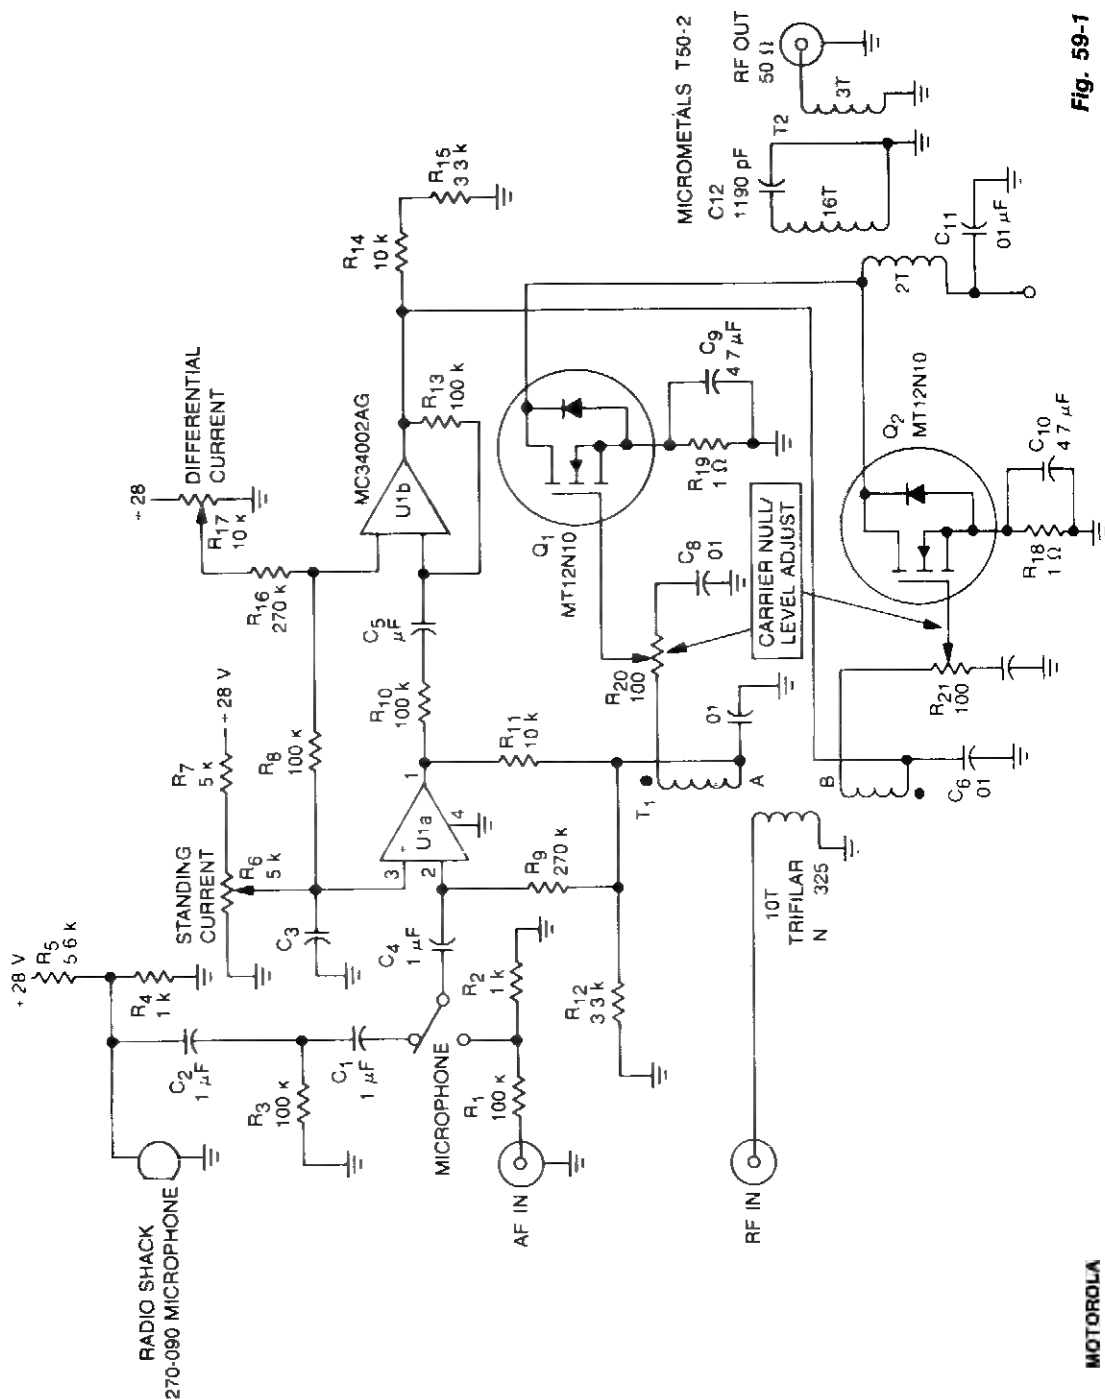 RADIO SHACK
270-090 MICROPHONE
+28 V
R5
56 k
R4
1 k
C2
1 µF
R3
100 k
C1
1 µF
MICROPHONE
R1
100 k
AF IN
R2
1 k
STANDING
CURRENT
R6
5 k
R7
5 k
+28 V
C3
C4
1 µF
3
+
2
U1a
1
4
R8
100 k
R9
270 k
R12
3 3k
R11
10 k
R10
100 k
C5
µF
R16
270 k
R17
10 k
+28
DIFFERENTIAL
CURRENT
MC34002AG
U1b
R13
100 k
R14
10 k
R15
3 3 k
Q1
MT12N10
R19
1 Ω
C9
4 7 µF
R20
100
C8
01
CARRIER NULL/
LEVEL ADJUST
T1
A
01
RF IN
10T
TRIFILAR
N 325
B
C6
01
R21
100
Q2
MT12N10
R18
1 Ω
C10
4 7 µF
2T
C11
01 µF
MICROMETALS T50-2
C12
1190 pF
T2
16T
3T
RF OUT
50 Ω
MOTOROLA
Fig. 59-1